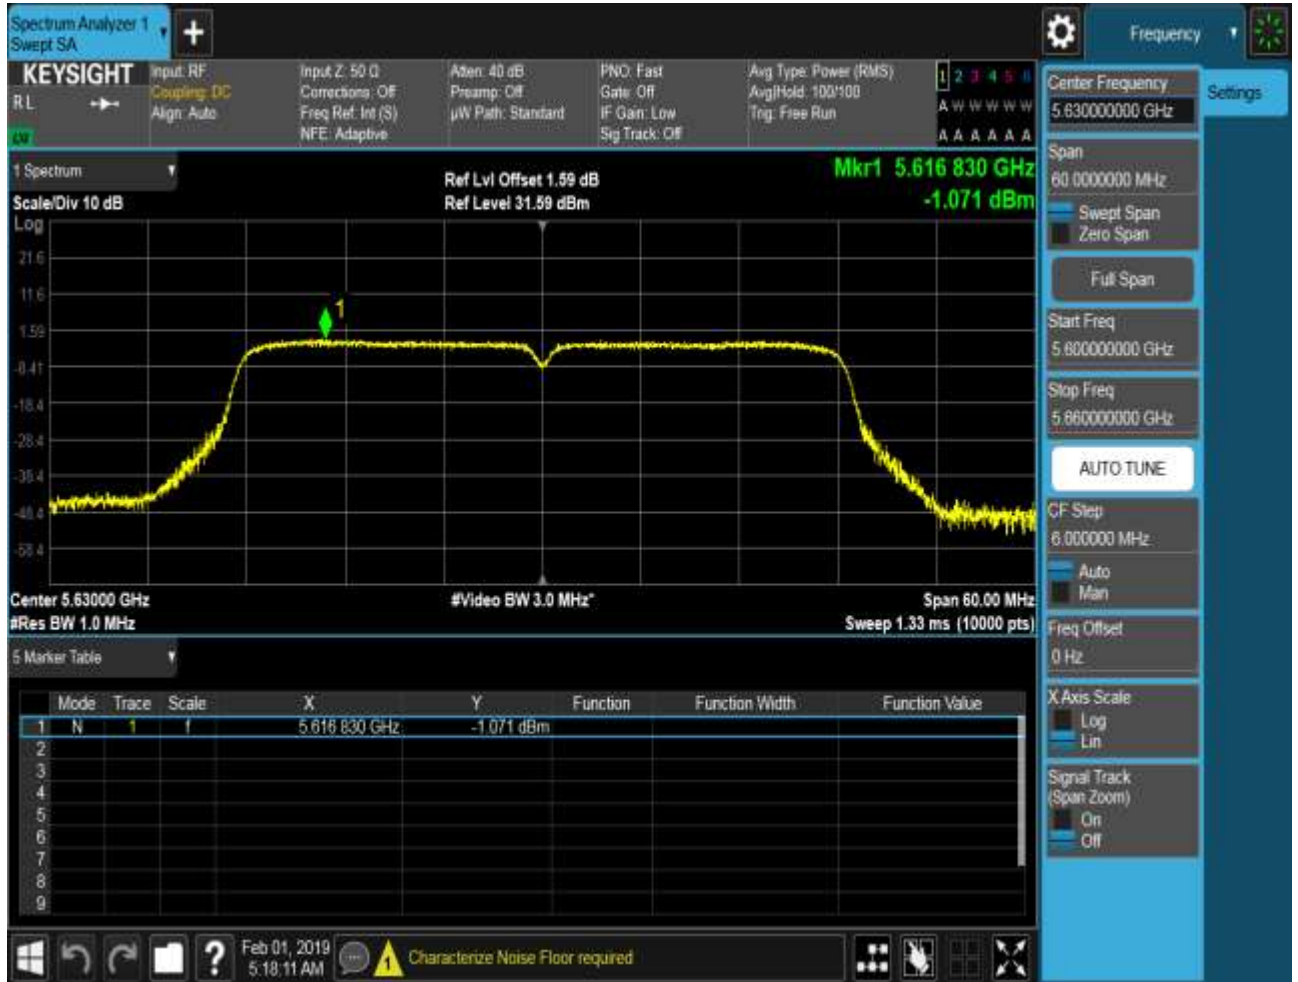 Spectrum Analyzer 1
Swept SA
+
Frequency
KEYSIGHT
RL
Input: RF
Coupling: DC
Align: Auto
Input Z: 50 Ω
Corrections: Off
Freq Ref: Int (S)
NFE: Adaptive
Atten: 40 dB
Preamp: Off
µW Path: Standard
PNO: Fast
Gate: Off
IF Gain: Low
Sig Track: Off
Avg Type: Power (RMS)
Avg|Hold: 100/100
Trig: Free Run
1 2 3 4 5 6
A W W W W W
A A A A A A
1 Spectrum
Scale/Div 10 dB
Ref Lvl Offset 1.59 dB
Ref Level 31.59 dBm
Mkr1 5.616 830 GHz
-1.071 dBm
Log
21.6
11.6
1.59
-8.41
-18.4
-28.4
-38.4
-48.4
-58.4
1
Center 5.63000 GHz
#Res BW 1.0 MHz
#Video BW 3.0 MHz*
Span 60.00 MHz
Sweep 1.33 ms (10000 pts)
5 Marker Table
Mode Trace Scale X Y Function Function Width Function Value
1 N 1 f 5.616 830 GHz -1.071 dBm
2
3
4
5
6
7
8
9
Feb 01, 2019
5:18:11 AM
1
Characterize Noise Floor required
Center Frequency
5.630000000 GHz
Settings
Span
60.0000000 MHz
Swept Span
Zero Span
Full Span
Start Freq
5.600000000 GHz
Stop Freq
5.660000000 GHz
AUTO TUNE
CF Step
6.000000 MHz
Auto
Man
Freq Offset
0 Hz
X Axis Scale
Log
Lin
Signal Track
(Span Zoom)
On
Off